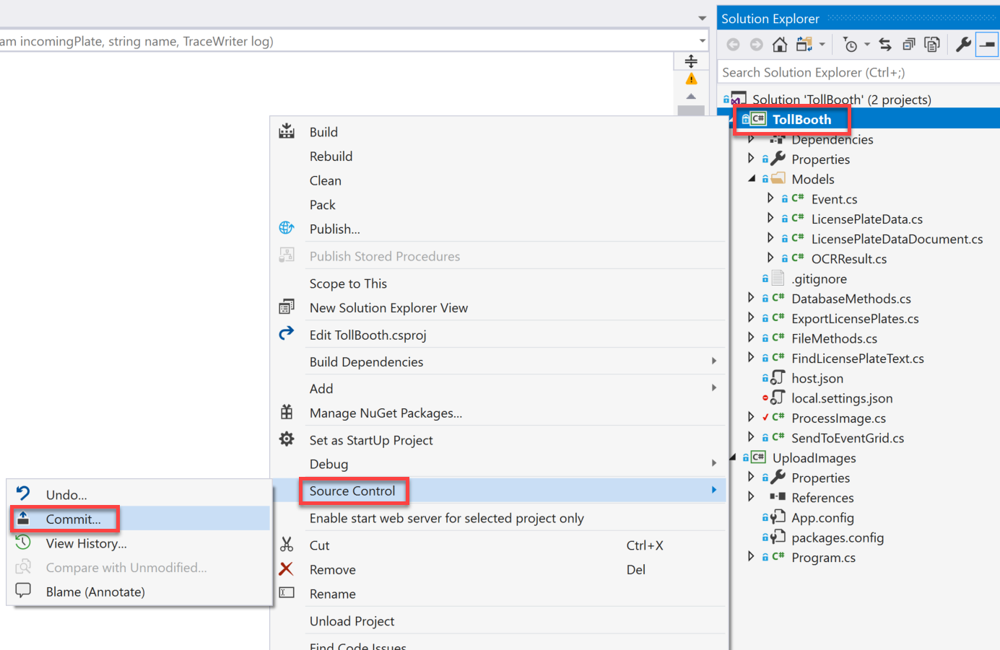 am incomingPlate, string name, TraceWriter log)
Solution Explorer
Search Solution Explorer (Ctrl+;)
Solution 'TollBooth' (2 projects)
C# TollBooth
Dependencies
Properties
Models
C# Event.cs
C# LicensePlateData.cs
C# LicensePlateDataDocument.cs
C# OCRResult.cs
.gitignore
C# DatabaseMethods.cs
C# ExportLicensePlates.cs
C# FileMethods.cs
C# FindLicensePlateText.cs
host.json
local.settings.json
C# ProcessImage.cs
C# SendToEventGrid.cs
C# UploadImages
Properties
References
App.config
packages.config
C# Program.cs
Build
Rebuild
Clean
Pack
Publish...
Publish Stored Procedures
Scope to This
New Solution Explorer View
Edit TollBooth.csproj
Build Dependencies
Add
Manage NuGet Packages...
Set as StartUp Project
Debug
Source Control
Enable start web server for selected project only
Cut Ctrl+X
Remove Del
Rename
Unload Project
Find Code Issues
Undo...
Commit...
View History...
Compare with Unmodified...
Blame (Annotate)